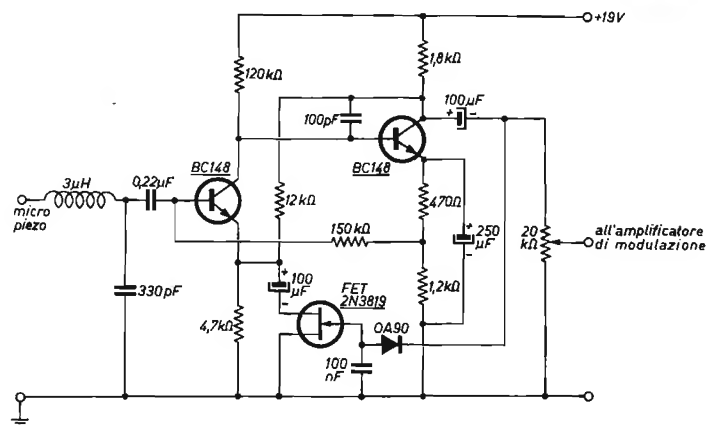 +19V
1,8kΩ
120kΩ
100µF
+ -
100pF
BC148
BC148
3µH
0,22µF
micro
piezo
12kΩ
470Ω
150kΩ
+
250
µF
-
20
kΩ
all'amplificatore
di modulazione
+
100
µF
-
FET
2N3819
1,2kΩ
330pF
4,7kΩ
OA90
100
nF